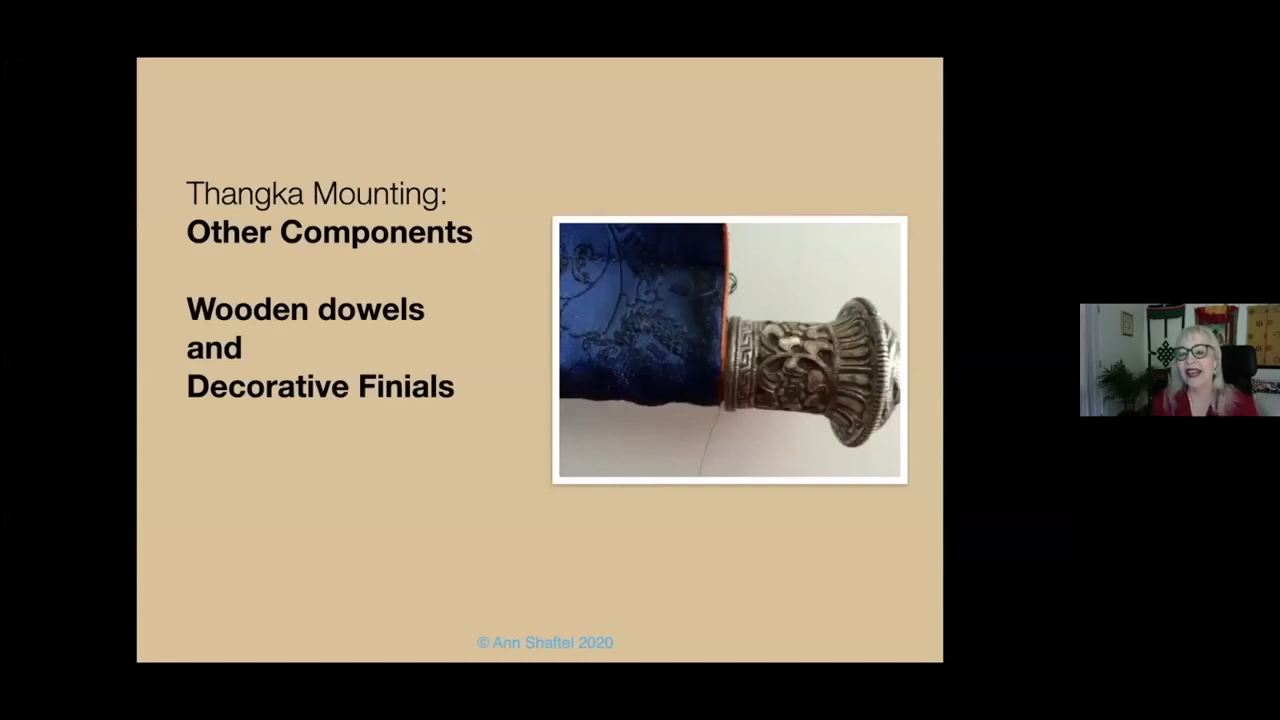 Thangka Mounting:
Other Components
Wooden dowels
and
Decorative Finials
© Ann Shaftel 2020